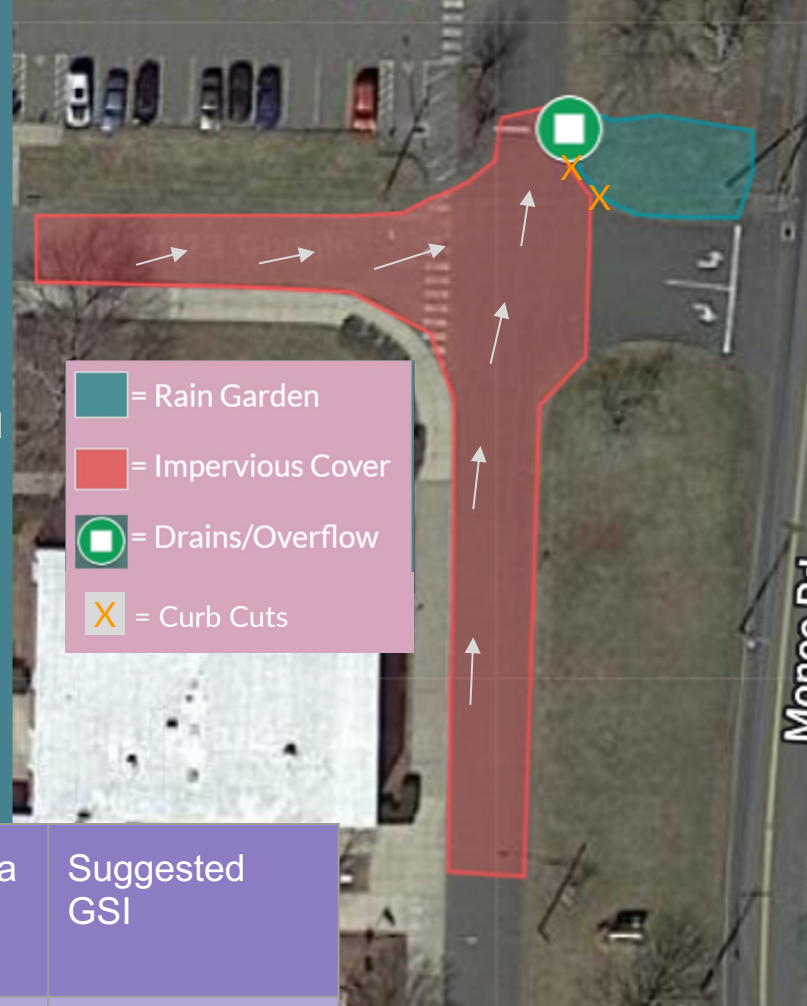 X
X
= Rain Garden
= Impervious Cover
= Drains/Overflow
X = Curb Cuts
a
Suggested
GSI